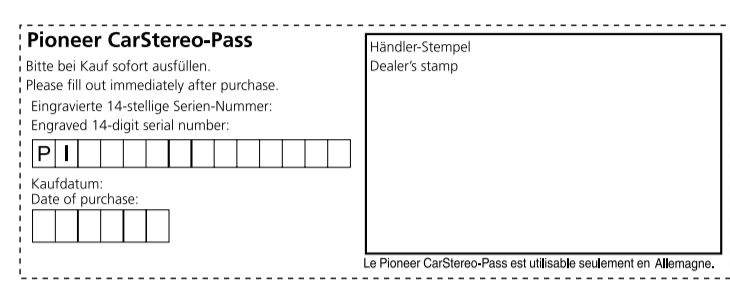 Pioneer CarStereo-Pass
Bitte bei Kauf sofort ausfüllen.
Please fill out immediately after purchase.
Eingravierte 14-stellige Serien-Nummer:
Engraved 14-digit serial number:
P I
Kaufdatum:
Date of purchase:
Händler-Stempel
Dealer's stamp
Le Pioneer CarStereo-Pass est utilisable seulement en Allemagne.